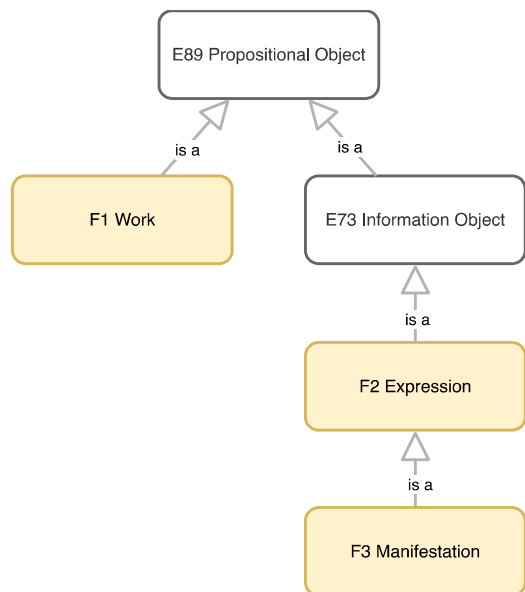 E89 Propositional Object
is a
is a
F1 Work
E73 Information Object
is a
F2 Expression
is a
F3 Manifestation